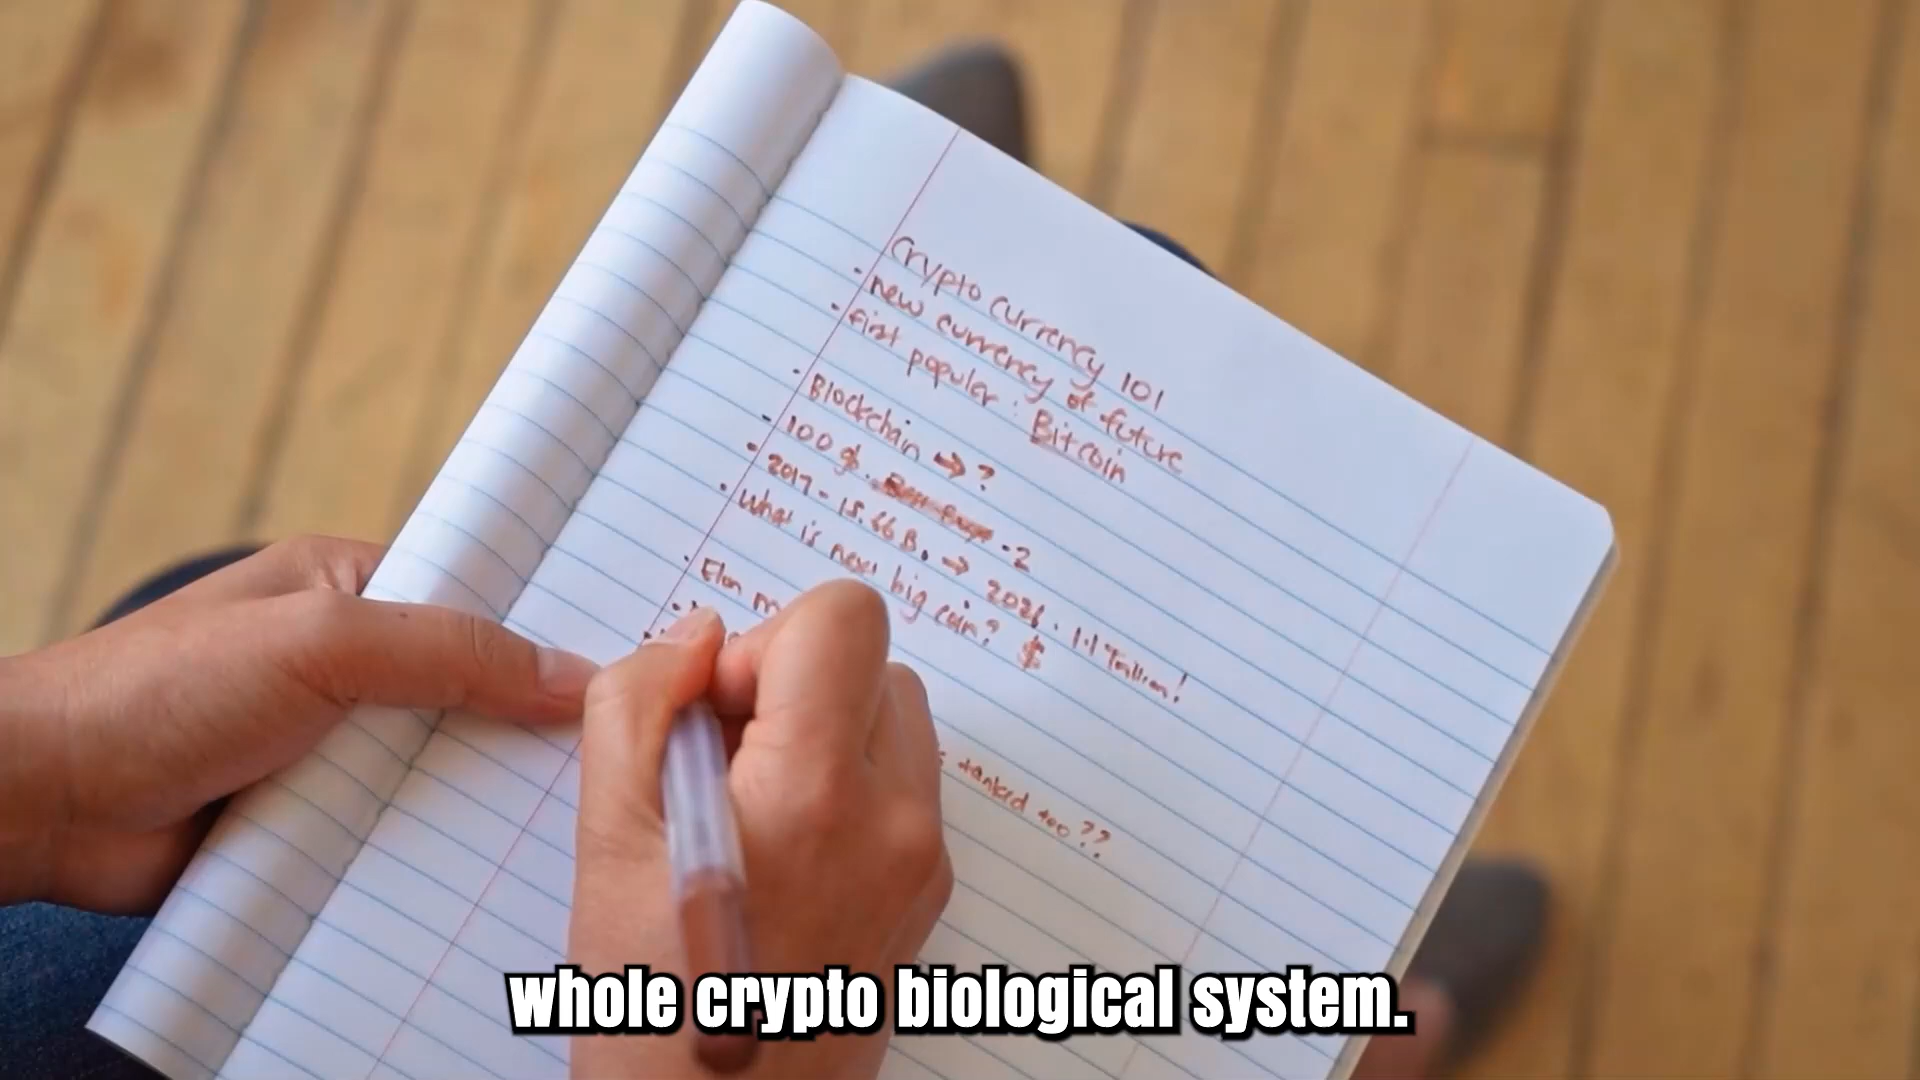 Crypto Currency 101
• new currency of future
• first popular : Bitcoin
• Blockchain → ?
• 100 • 2
• 2017 - 15.66 B. → 2021 . 1.1 Trillion!
• What is next big coin? $
• Elon
tanked too ??
whole crypto biological system.